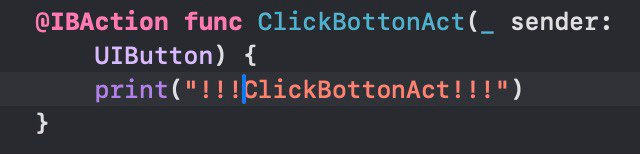 @IBAction func ClickBottonAct(_ sender:
UIButton) {
print("!!!ClickBottonAct!!!")
}